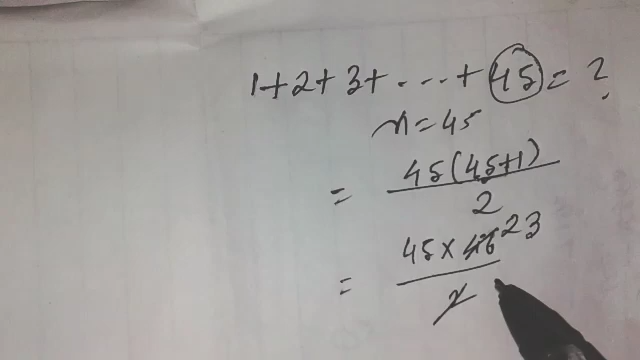 1+2+3+...+45=?
n=45
= 45(45+1)/2
= 45×46 23/2